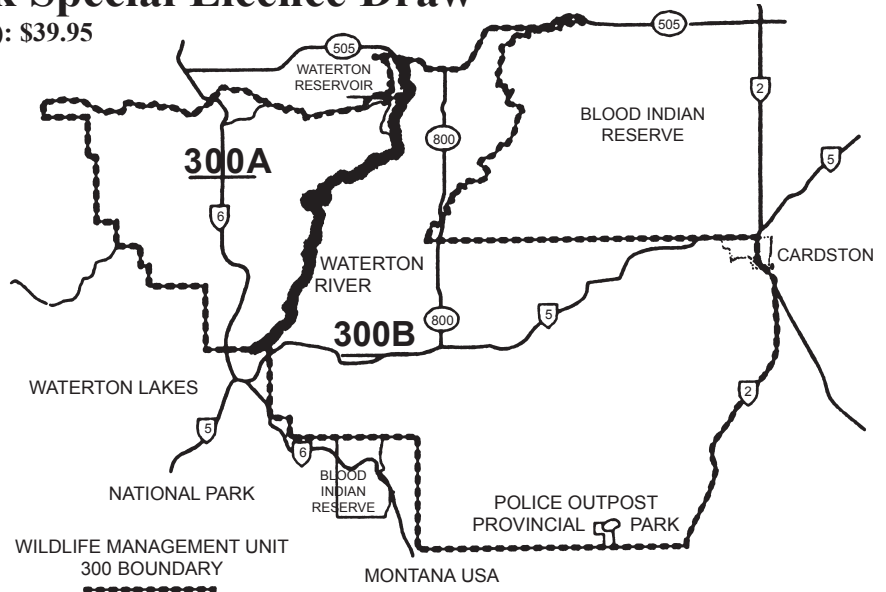 k Special Licence Draw
): $39.95
505
505
WATERTON
RESERVOIR
2
BLOOD INDIAN
RESERVE
800
5
300A
6
CARDSTON
WATERTON
RIVER
800
5
300B
WATERTON LAKES
2
5
6
BLOOD
INDIAN
RESERVE
NATIONAL PARK
POLICE OUTPOST
PROVINCIAL PARK
WILDLIFE MANAGEMENT UNIT
300 BOUNDARY
MONTANA USA